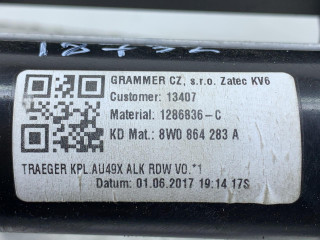 GRAMMER CZ, s.r.o. Zatec KV6
Customer: 13407
Material: 1286836-C
KD Mat.: 8W0 864 283 A
TRAEGER KPL.AU49X ALK RDW VO.*1
Datum: 01.06.2017 19:14 17S